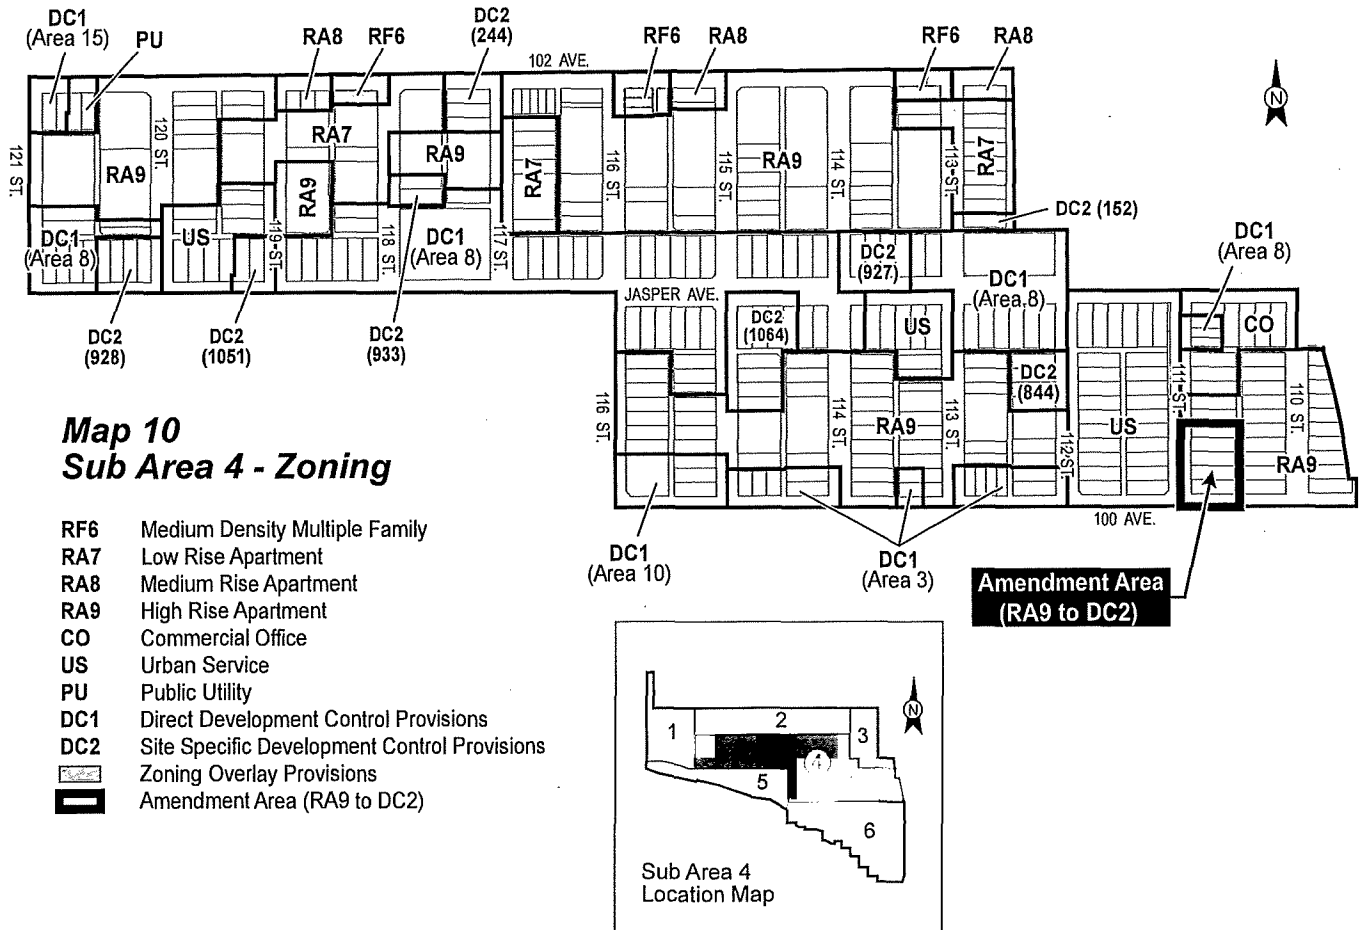 DC1
(Area 15)
PU
RA8
RF6
DC2
(244)
102 AVE.
RF6
RA8
RF6
RA8
N
121 ST.
120 ST.
RA9
RA7
RA9
RA9
RA7
116 ST.
115 ST.
RA9
114 ST.
113 ST.
RA7
DC2 (152)
DC1
(Area 8)
US
119 ST.
118 ST.
DC1
(Area 8)
117 ST.
DC2
(927)
DC1
(Area 8)
DC1
(Area 8)
JASPER AVE.
DC2
(1064)
US
CO
DC2
(928)
DC2
(1051)
DC2
(933)
DC2
(844)
116 ST.
114 ST.
RA9
113 ST.
112 ST.
US
111 ST.
110 ST.
RA9
100 AVE.
DC1
(Area 10)
DC1
(Area 3)
Amendment Area
(RA9 to DC2)
Map 10
Sub Area 4 - Zoning
RF6 Medium Density Multiple Family
RA7 Low Rise Apartment
RA8 Medium Rise Apartment
RA9 High Rise Apartment
CO Commercial Office
US Urban Service
PU Public Utility
DC1 Direct Development Control Provisions
DC2 Site Specific Development Control Provisions
Zoning Overlay Provisions
Amendment Area (RA9 to DC2)
N
1
2
3
4
5
6
Sub Area 4
Location Map